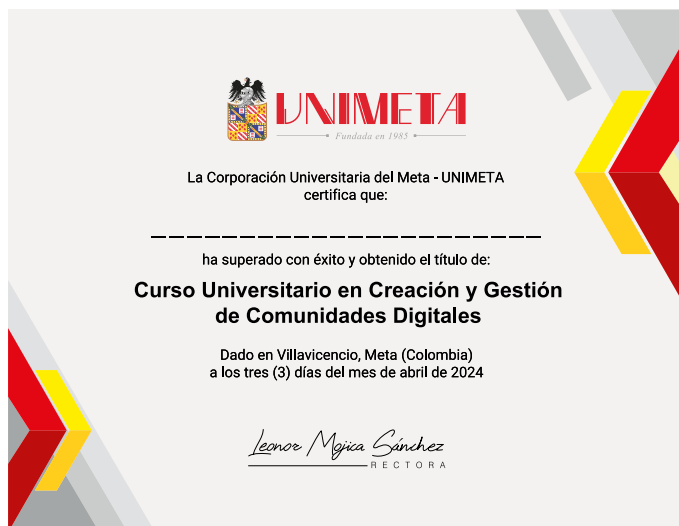 UNIMETA
Fundada en 1985
La Corporación Universitaria del Meta - UNIMETA
certifica que:
ha superado con éxito y obtenido el título de:
Curso Universitario en Creación y Gestión
de Comunidades Digitales
Dado en Villavicencio, Meta (Colombia)
a los tres (3) días del mes de abril de 2024
Leonor Mojica Sánchez
RECTORA